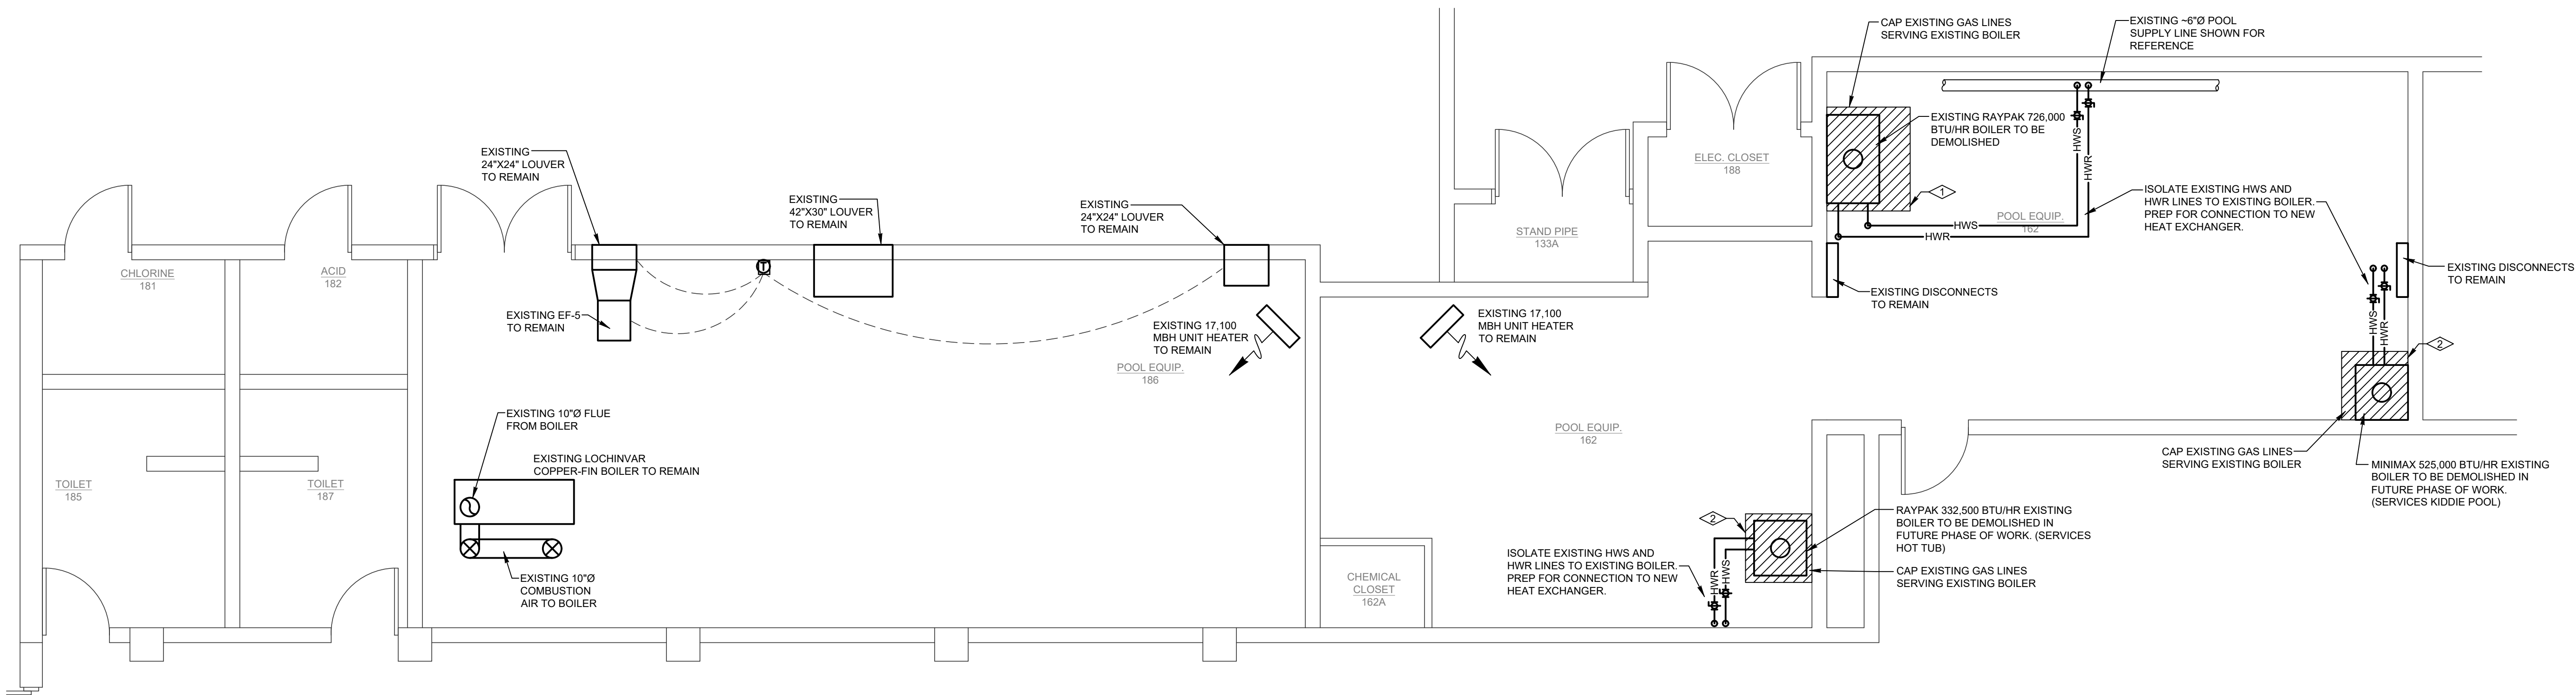 CAP EXISTING GAS LINES
SERVING EXISTING BOILER
EXISTING ~6"Ø POOL
SUPPLY LINE SHOWN FOR
REFERENCE
EXISTING RAYPAK 726,000
BTU/HR BOILER TO BE
DEMOLISHED
HWS
HWR
ELEC. CLOSET
188
EXISTING
24"X24" LOUVER
TO REMAIN
EXISTING
42"X30" LOUVER
TO REMAIN
EXISTING
24"X24" LOUVER
TO REMAIN
1
ISOLATE EXISTING HWS AND
HWR LINES TO EXISTING BOILER.
PREP FOR CONNECTION TO NEW
HEAT EXCHANGER.
POOL EQUIP.
162
HWS
HWR
STAND PIPE
133A
CHLORINE
181
ACID
182
T
EXISTING DISCONNECTS
TO REMAIN
EXISTING DISCONNECTS
TO REMAIN
EXISTING EF-5
TO REMAIN
EXISTING 17,100
MBH UNIT HEATER
TO REMAIN
EXISTING 17,100
MBH UNIT HEATER
TO REMAIN
HWS
HWR
2
POOL EQUIP.
186
EXISTING 10"Ø FLUE
FROM BOILER
POOL EQUIP.
162
EXISTING LOCHINVAR
COPPER-FIN BOILER TO REMAIN
CAP EXISTING GAS LINES
SERVING EXISTING BOILER
MINIMAX 525,000 BTU/HR EXISTING
BOILER TO BE DEMOLISHED IN
FUTURE PHASE OF WORK.
(SERVICES KIDDIE POOL)
TOILET
185
TOILET
187
2
RAYPAK 332,500 BTU/HR EXISTING
BOILER TO BE DEMOLISHED IN
FUTURE PHASE OF WORK. (SERVICES
HOT TUB)
ISOLATE EXISTING HWS AND
HWR LINES TO EXISTING BOILER.
PREP FOR CONNECTION TO NEW
HEAT EXCHANGER.
HWR
HWS
CAP EXISTING GAS LINES
SERVING EXISTING BOILER
EXISTING 10"Ø
COMBUSTION
AIR TO BOILER
CHEMICAL
CLOSET
162A